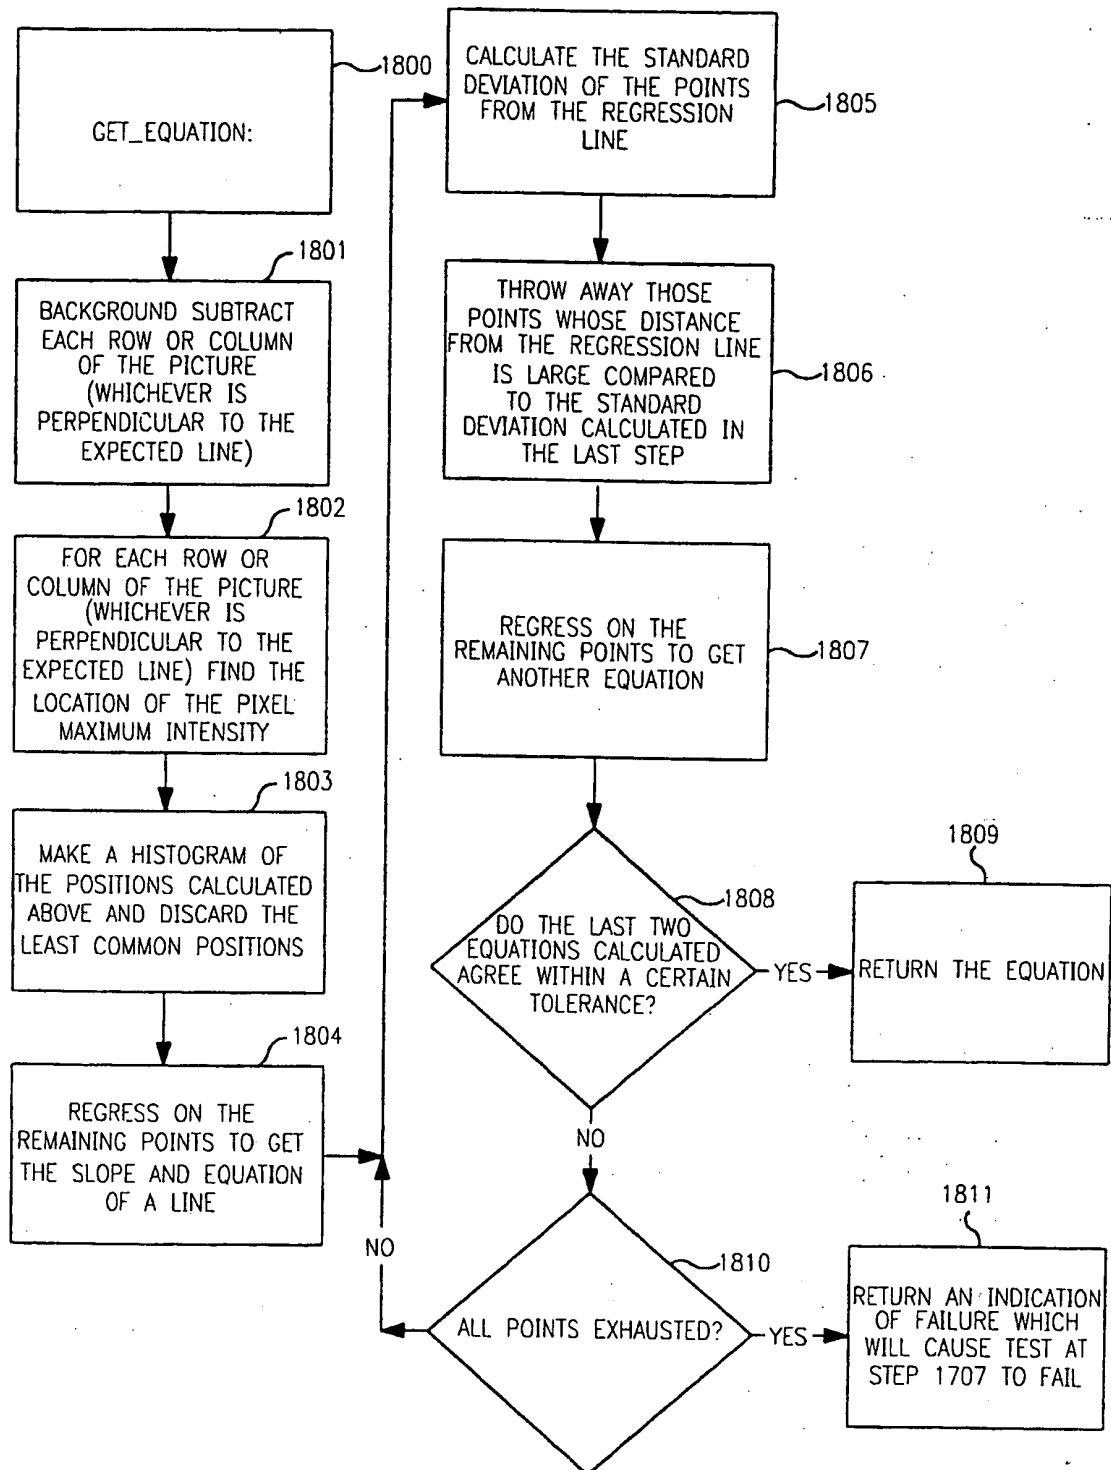 1800
GET_EQUATION:
1801
BACKGROUND SUBTRACT
EACH ROW OR COLUMN
OF THE PICTURE
(WHICHEVER IS
PERPENDICULAR TO THE
EXPECTED LINE)
1802
FOR EACH ROW OR
COLUMN OF THE PICTURE
(WHICHEVER IS
PERPENDICULAR TO THE
EXPECTED LINE) FIND THE
LOCATION OF THE PIXEL
MAXIMUM INTENSITY
1803
MAKE A HISTOGRAM OF
THE POSITIONS CALCULATED
ABOVE AND DISCARD THE
LEAST COMMON POSITIONS
1804
REGRESS ON THE
REMAINING POINTS TO GET
THE SLOPE AND EQUATION
OF A LINE
CALCULATE THE STANDARD
DEVIATION OF THE POINTS
FROM THE REGRESSION
LINE
1805
THROW AWAY THOSE
POINTS WHOSE DISTANCE
FROM THE REGRESSION LINE
IS LARGE COMPARED
TO THE STANDARD
DEVIATION CALCULATED IN
THE LAST STEP
1806
REGRESS ON THE
REMAINING POINTS TO GET
ANOTHER EQUATION
1807
1808
DO THE LAST TWO
EQUATIONS CALCULATED
AGREE WITHIN A CERTAIN
TOLERANCE?
YES
1809
RETURN THE EQUATION
NO
1810
ALL POINTS EXHAUSTED?
NO
YES
1811
RETURN AN INDICATION
OF FAILURE WHICH
WILL CAUSE TEST AT
STEP 1707 TO FAIL